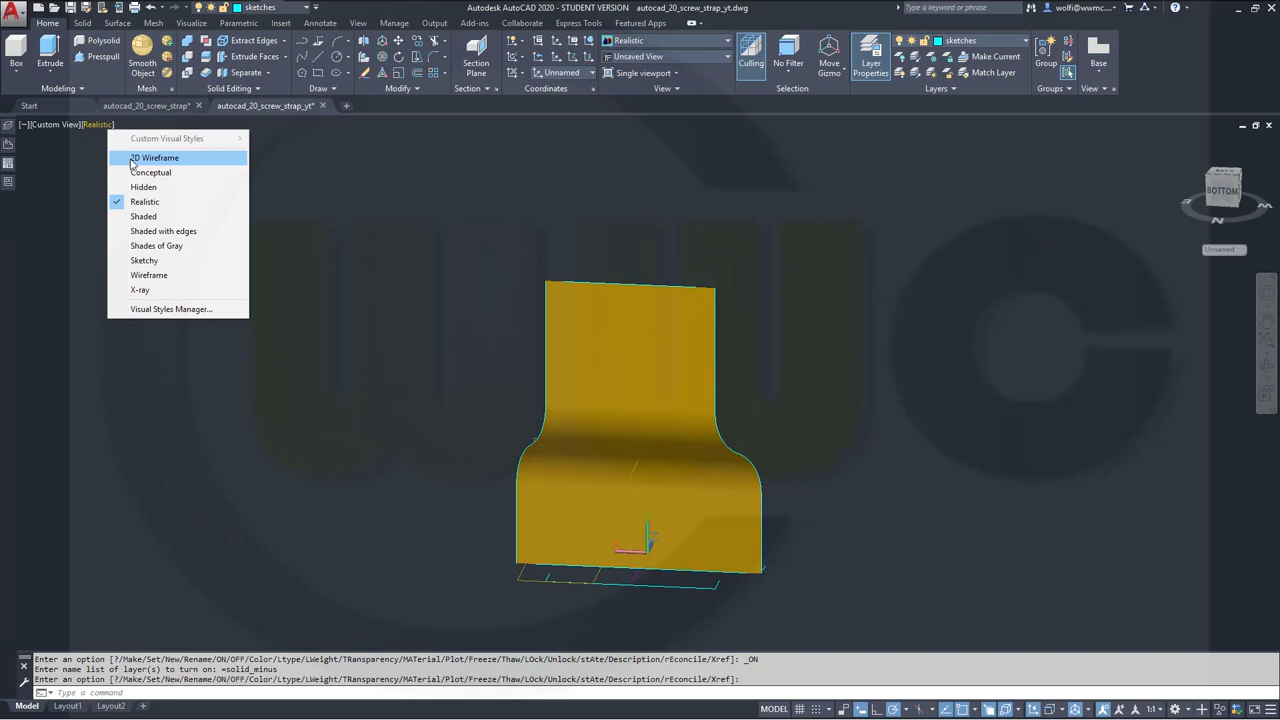 sketches
Autodesk AutoCAD 2020 - STUDENT VERSION autocad_20_screw_strap_yt.dwg
Type a keyword or phrase
wolfi@wwmc...
Home Solid Surface Mesh Visualize Parametric Insert Annotate View Manage Output Add-ins Collaborate Express Tools Featured Apps
Box
Extrude
Polysolid
Presspull
Smooth Object
Extract Edges
Extrude Faces
Separate
Section Plane
Unnamed
Realistic
Unsaved View
Single viewport
Culling
No Filter
Move Gizmo
Layer Properties
sketches
Make Current
Match Layer
Group
Base
Modeling Mesh Solid Editing Draw Modify Section Coordinates View Selection Layers Groups View
Start autocad_20_screw_strap* autocad_20_screw_strap_yt*
[−][Custom View][Realistic]
Custom Visual Styles
2D Wireframe
Conceptual
Hidden
Realistic
Shaded
Shaded with edges
Shades of Gray
Sketchy
Wireframe
X-ray
Visual Styles Manager...
BOTTOM
N
Unnamed
Enter an option [?/Make/Set/New/Rename/ON/OFF/Color/Ltype/LWeight/TRansparency/MATerial/Plot/Freeze/Thaw/LOck/Unlock/stAte/Description/rEconcile/Xref]: _ON
Enter name list of layer(s) to turn on: =solid_minus
Enter an option [?/Make/Set/New/Rename/ON/OFF/Color/Ltype/LWeight/TRansparency/MATerial/Plot/Freeze/Thaw/LOck/Unlock/stAte/Description/rEconcile/Xref]:
Type a command
Model Layout1 Layout2
MODEL
1:1